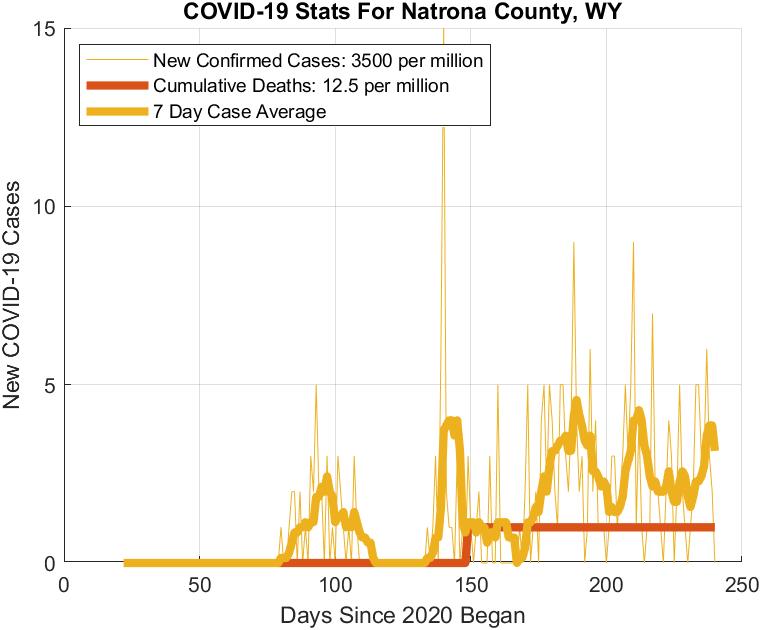 COVID-19 Stats For Natrona County, WY
15
New Confirmed Cases: 3500 per million
Cumulative Deaths: 12.5 per million
7 Day Case Average
10
New COVID-19 Cases
5
0
0 50 100 150 200 250
Days Since 2020 Began